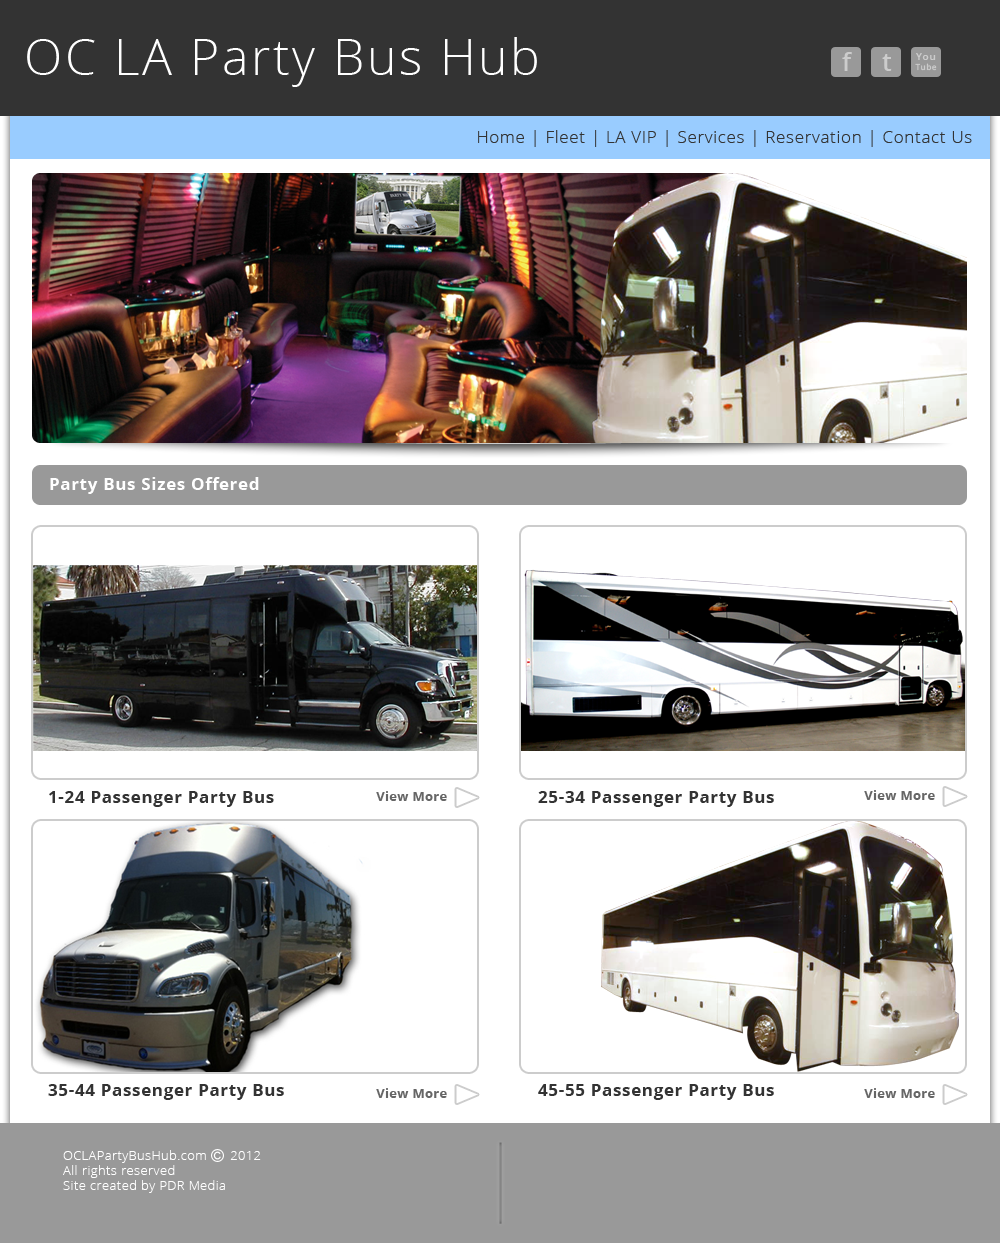 OC LA Party Bus Hub
f t You Tube
Home | Fleet | LA VIP | Services | Reservation | Contact Us
Party Bus Sizes Offered
1-24 Passenger Party Bus View More
25-34 Passenger Party Bus View More
35-44 Passenger Party Bus View More
45-55 Passenger Party Bus View More
OCLAPartyBusHub.com © 2012
All rights reserved
Site created by PDR Media